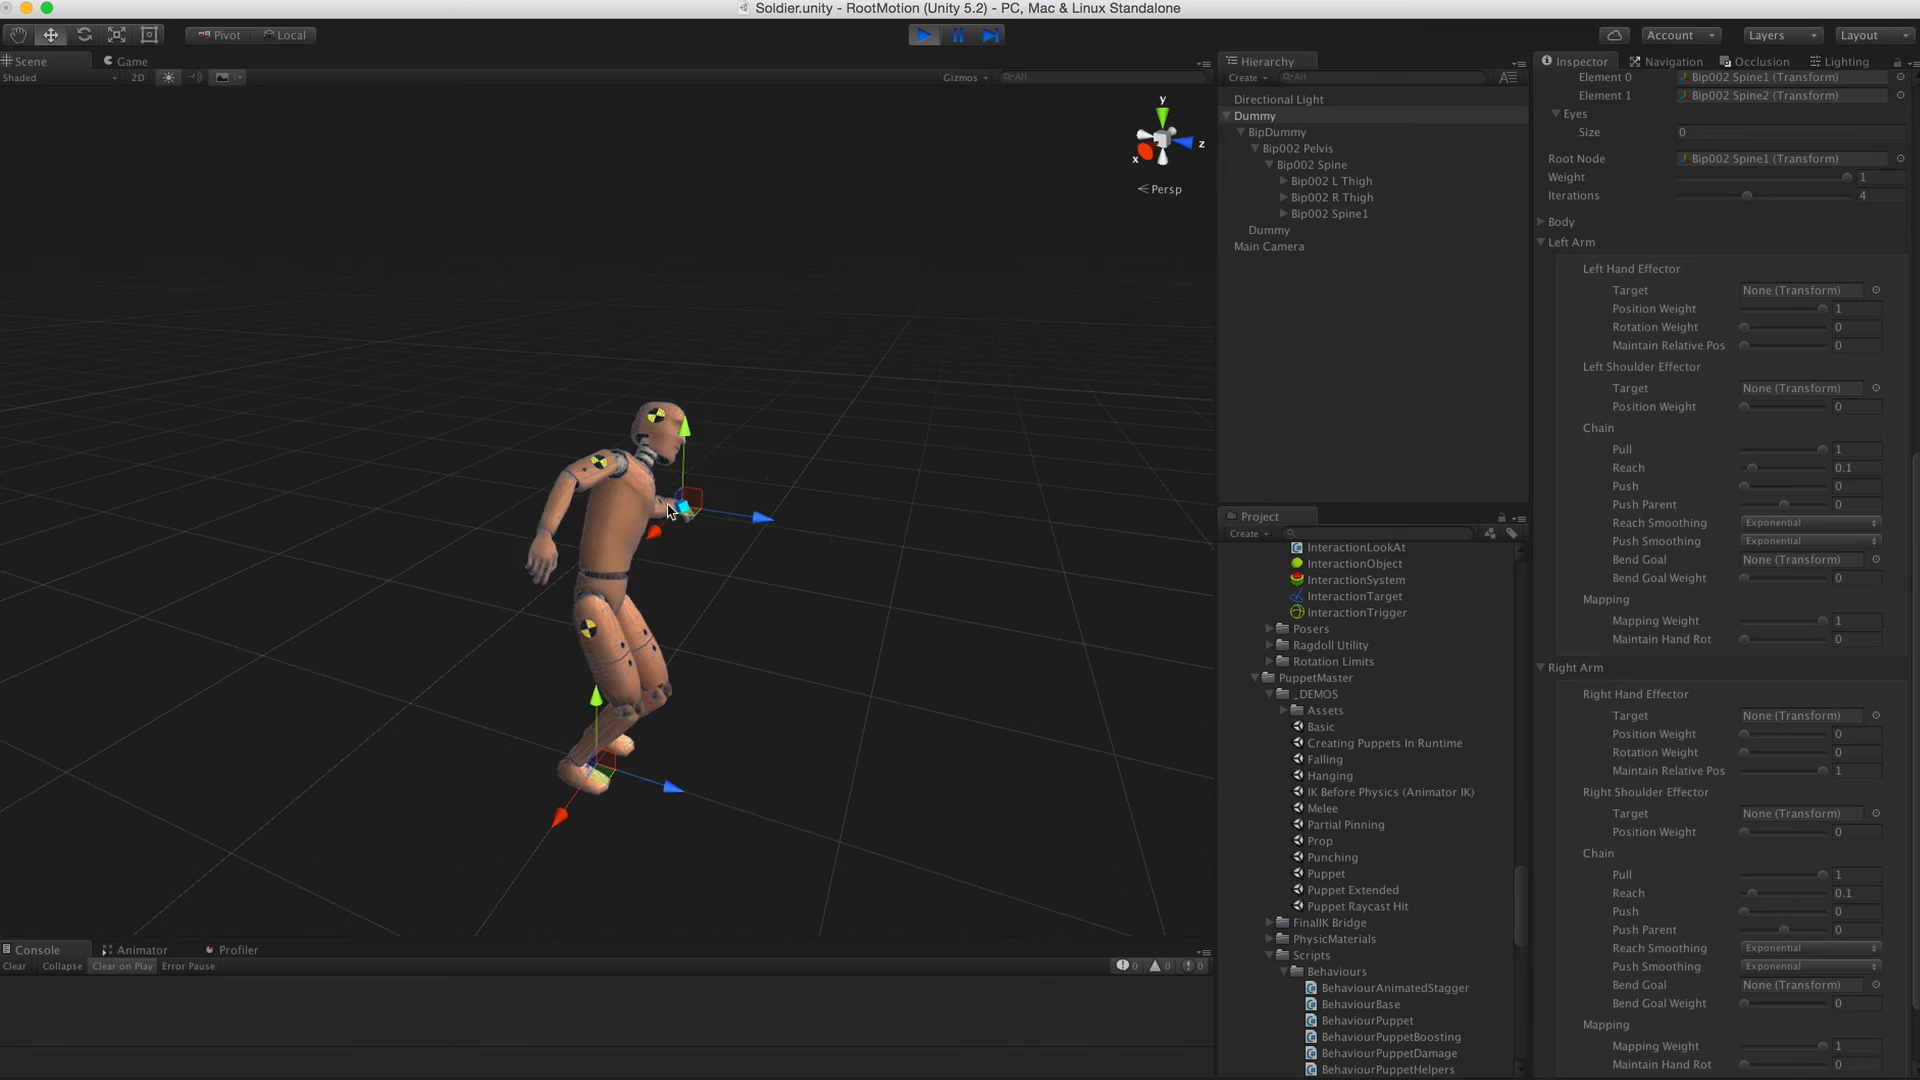 Soldier.unity - RootMotion (Unity 5.2) - PC, Mac & Linux Standalone
Pivot
Local
Account
Layers
Layout
Scene
Game
Shaded
2D
Gizmos
All
y
z
x
Persp
Hierarchy
Create
All
Directional Light
Dummy
BipDummy
Bip002 Pelvis
Bip002 Spine
Bip002 L Thigh
Bip002 R Thigh
Bip002 Spine1
Dummy
Main Camera
Project
Create
InteractionLookAt
InteractionObject
InteractionSystem
InteractionTarget
InteractionTrigger
Posers
Ragdoll Utility
Rotation Limits
PuppetMaster
_DEMOS
Assets
Basic
Creating Puppets In Runtime
Falling
Hanging
IK Before Physics (Animator IK)
Melee
Partial Pinning
Prop
Punching
Puppet
Puppet Extended
Puppet Raycast Hit
FinalIK Bridge
PhysicMaterials
Scripts
Behaviours
BehaviourAnimatedStagger
BehaviourBase
BehaviourPuppet
BehaviourPuppetBoosting
BehaviourPuppetDamage
BehaviourPuppetHelpers
Inspector
Navigation
Occlusion
Lighting
Element 0 Bip002 Spine1 (Transform)
Element 1 Bip002 Spine2 (Transform)
Eyes
Size 0
Root Node Bip002 Spine1 (Transform)
Weight 1
Iterations 4
Body
Left Arm
Left Hand Effector
Target None (Transform)
Position Weight 1
Rotation Weight 0
Maintain Relative Pos 0
Left Shoulder Effector
Target None (Transform)
Position Weight 0
Chain
Pull 1
Reach 0.1
Push 0
Push Parent 0
Reach Smoothing Exponential
Push Smoothing Exponential
Bend Goal None (Transform)
Bend Goal Weight 0
Mapping
Mapping Weight 1
Maintain Hand Rot 0
Right Arm
Right Hand Effector
Target None (Transform)
Position Weight 0
Rotation Weight 0
Maintain Relative Pos 1
Right Shoulder Effector
Target None (Transform)
Position Weight 0
Chain
Pull 1
Reach 0.1
Push 0
Push Parent 0
Reach Smoothing Exponential
Push Smoothing Exponential
Bend Goal None (Transform)
Bend Goal Weight 0
Mapping
Mapping Weight 1
Maintain Hand Rot 0
Console
Animator
Profiler
Clear
Collapse
Clear on Play
Error Pause
0
0
0